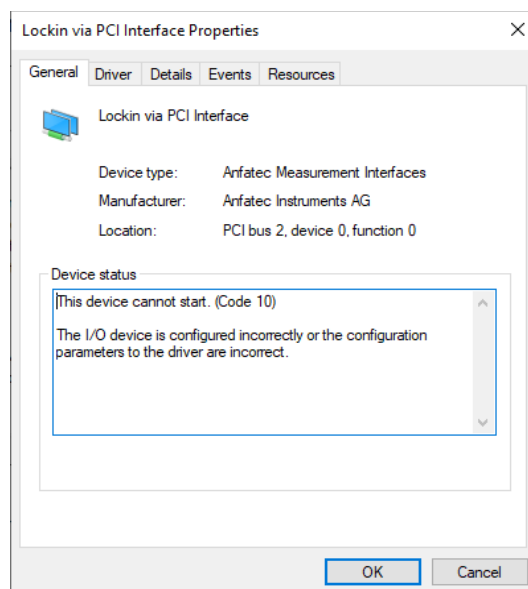 Lockin via PCI Interface Properties
General Driver Details Events Resources
Lockin via PCI Interface
Device type: Anfatec Measurement Interfaces
Manufacturer: Anfatec Instruments AG
Location: PCI bus 2, device 0, function 0
Device status
This device cannot start. (Code 10)
The I/O device is configured incorrectly or the configuration
parameters to the driver are incorrect.
OK Cancel